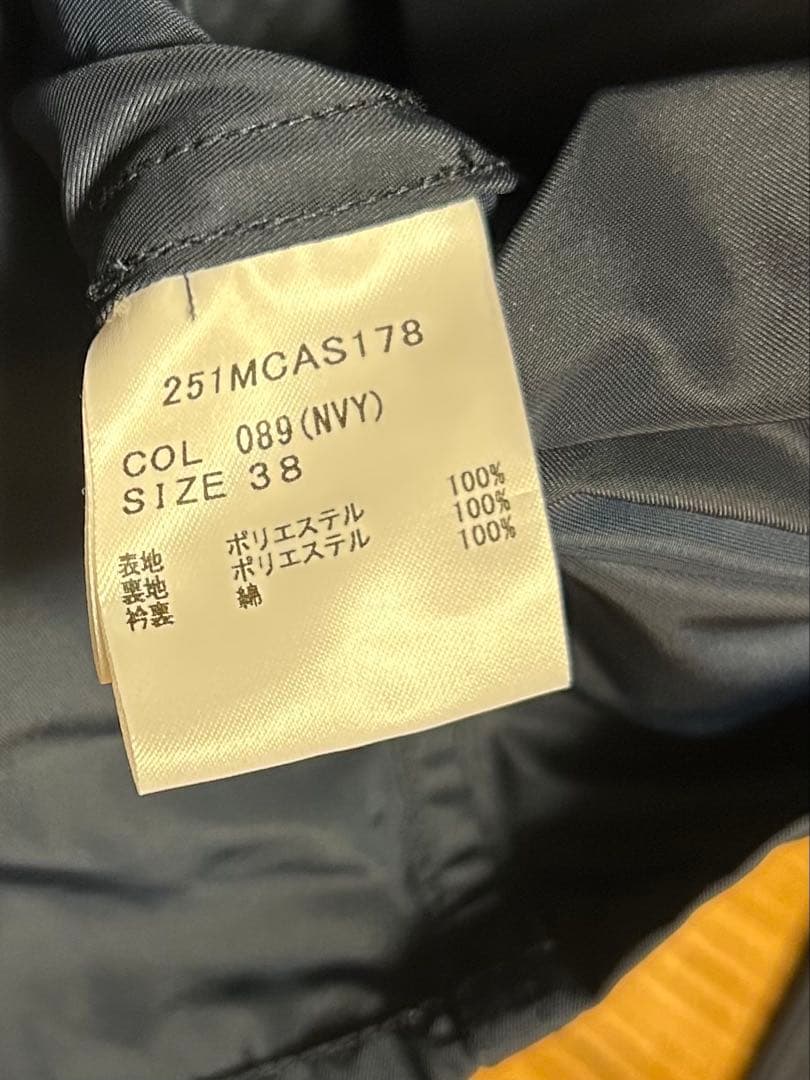 251MCAS178
COL 089(NVY)
SIZE 38
表地 ポリエステル 100%
裏地 ポリエステル 100%
衿裏 綿 100%